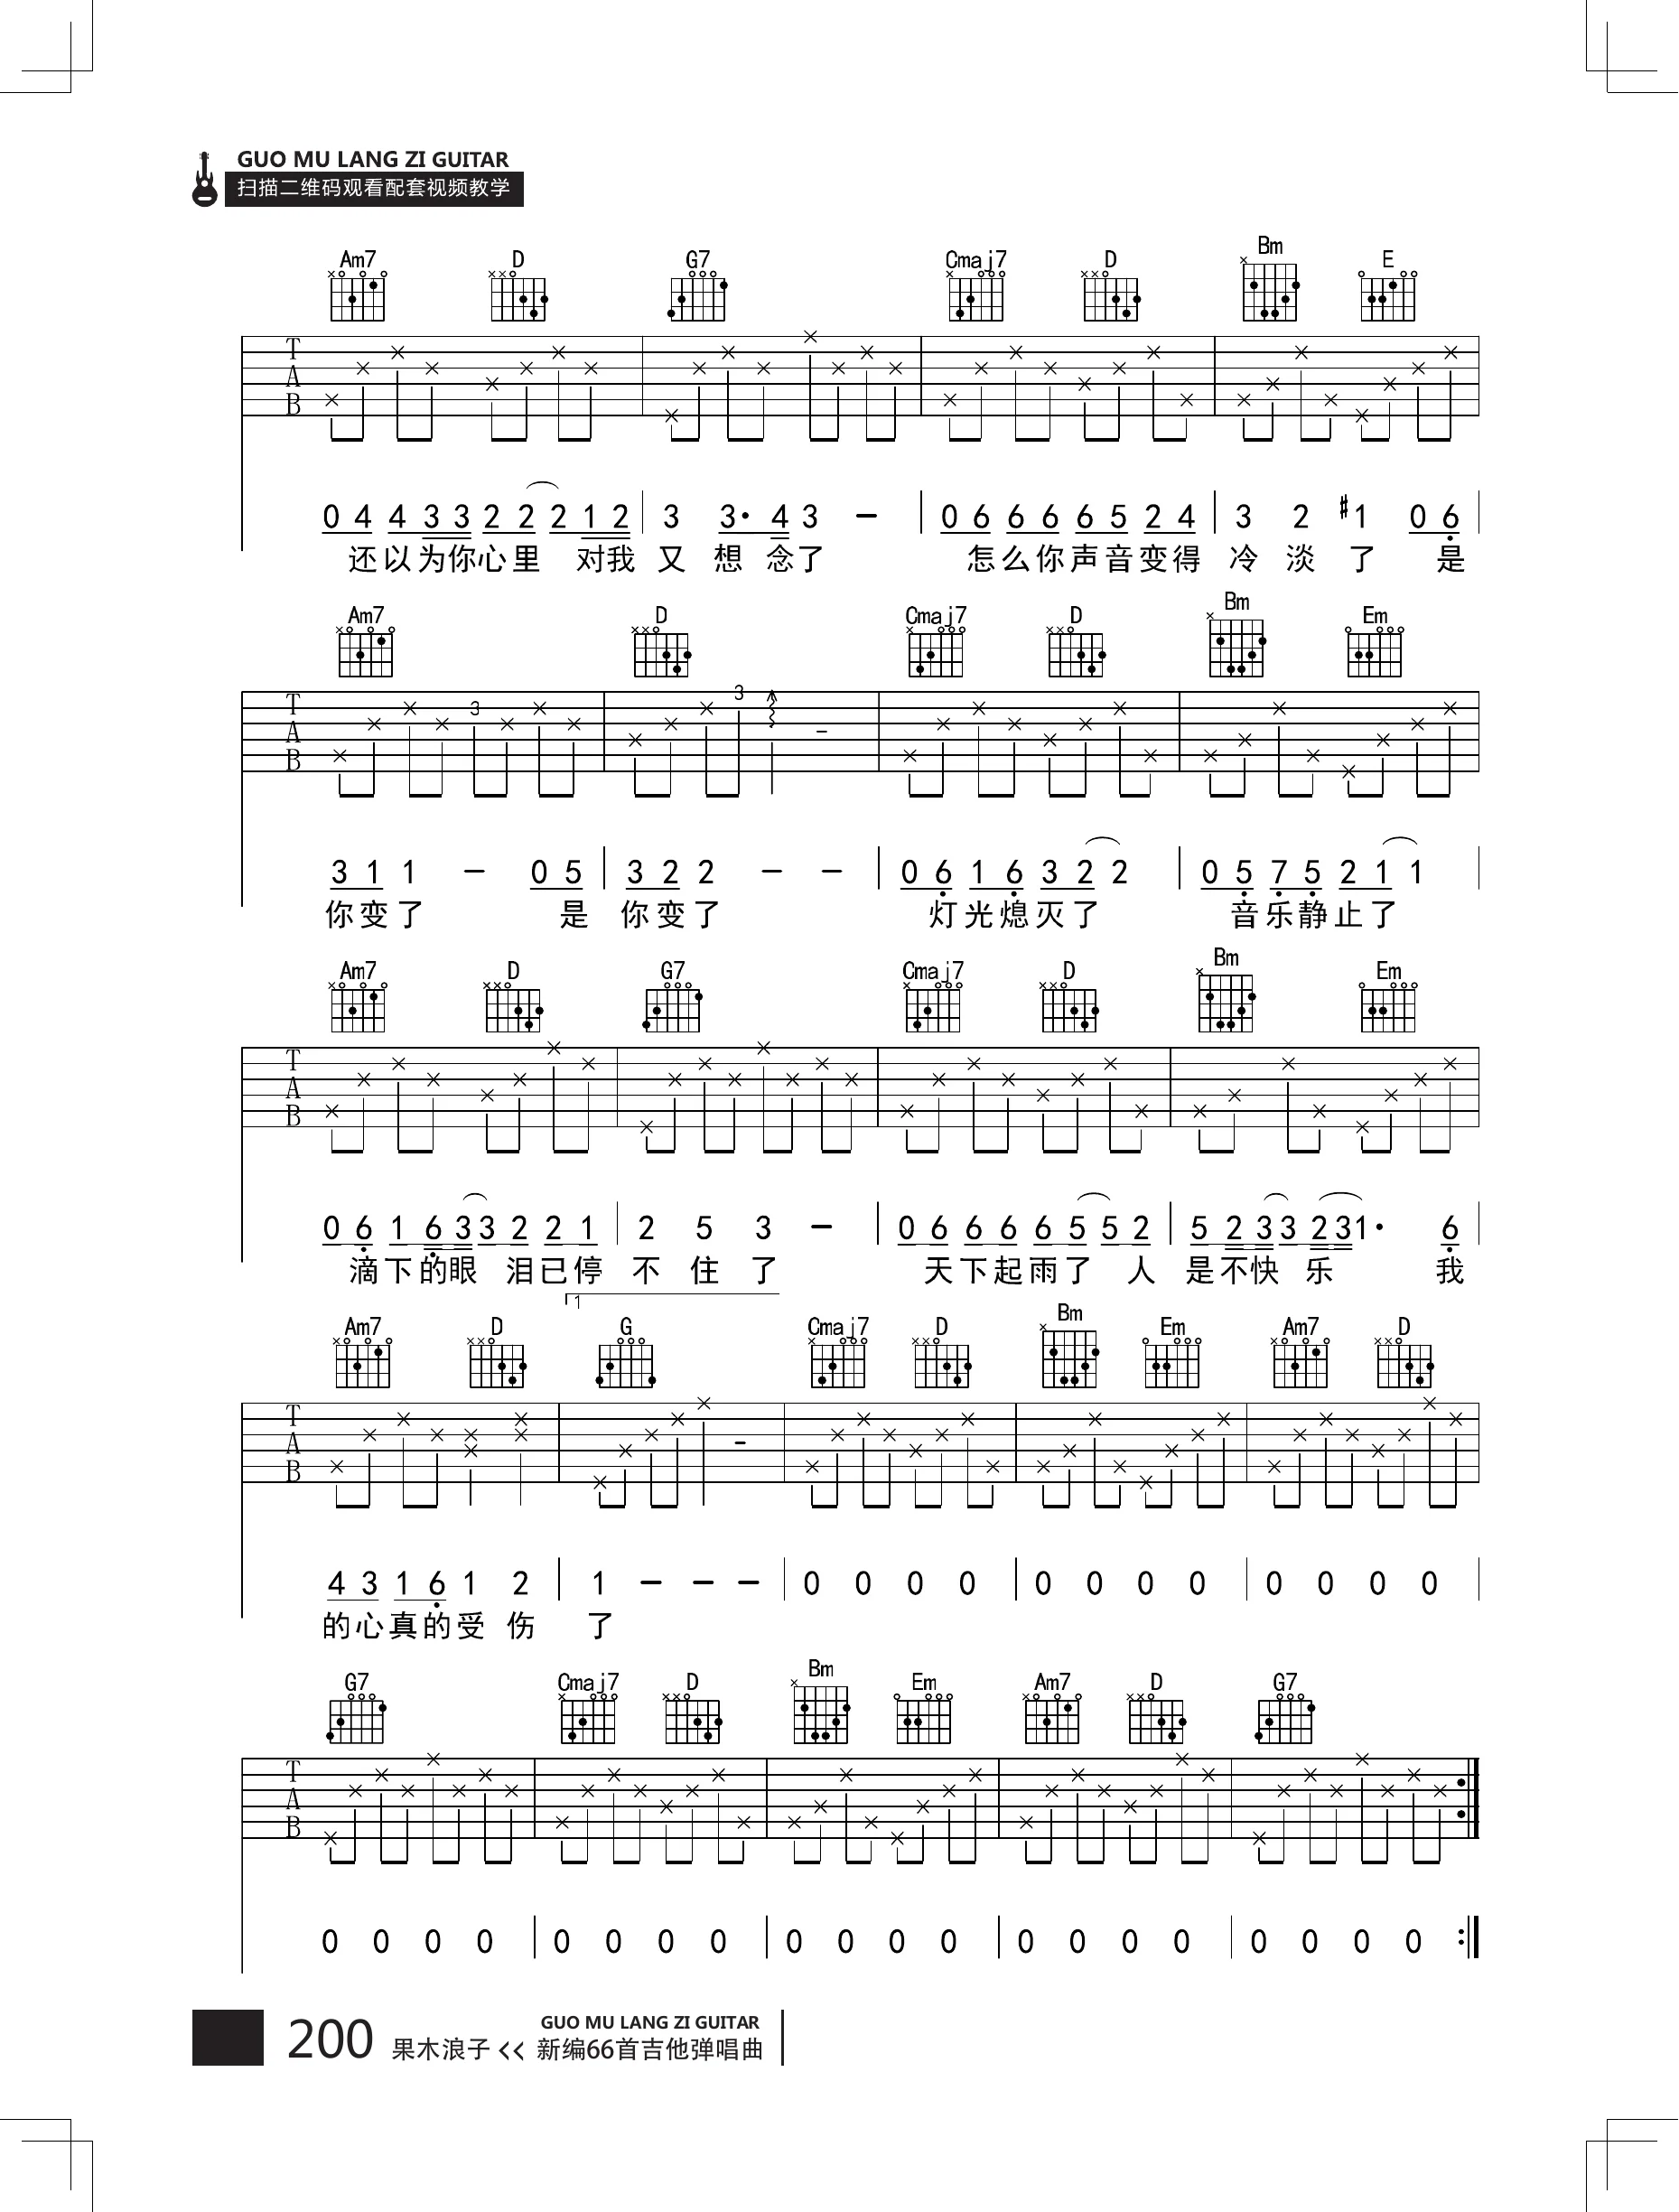 GUO MU LANG ZI GUITAR
扫描二维码观看配套视频教学
Am7 D G7 Cmaj7 D Bm E
T
A
B
0 4 4 3 3 2 2 2 1 2 3 3· 4 3 - 0 6 6 6 6 5 2 4 3 2 #1 0 6
还以为你心里 对我 又 想 念了 怎么你声音变得 冷 淡 了 是
Am7 D Cmaj7 D Bm Em
T
A
B
3 3
3 1 1 - 0 5 3 2 2 - - 0 6 1 6 3 2 2 0 5 7 5 2 1 1
你变了 是 你变了 灯光熄灭了 音乐静止了
Am7 D G7 Cmaj7 D Bm Em
T
A
B
0 6 1 6 3 3 2 2 1 2 5 3 - 0 6 6 6 6 5 5 2 5 2 3 3 2 3 1· 6
滴下的眼 泪已停 不 住 了 天下起雨了 人 是不快 乐 我
1
Am7 D G Cmaj7 D Bm Em Am7 D
T
A
B
4 3 1 6 1 2 1 - - - 0 0 0 0 0 0 0 0 0 0 0 0
的心真的受 伤 了
G7 Cmaj7 D Bm Em Am7 D G7
T
A
B
0 0 0 0 0 0 0 0 0 0 0 0 0 0 0 0 0 0 0 0
200 果木浪子 << GUO MU LANG ZI GUITAR
新编66首吉他弹唱曲